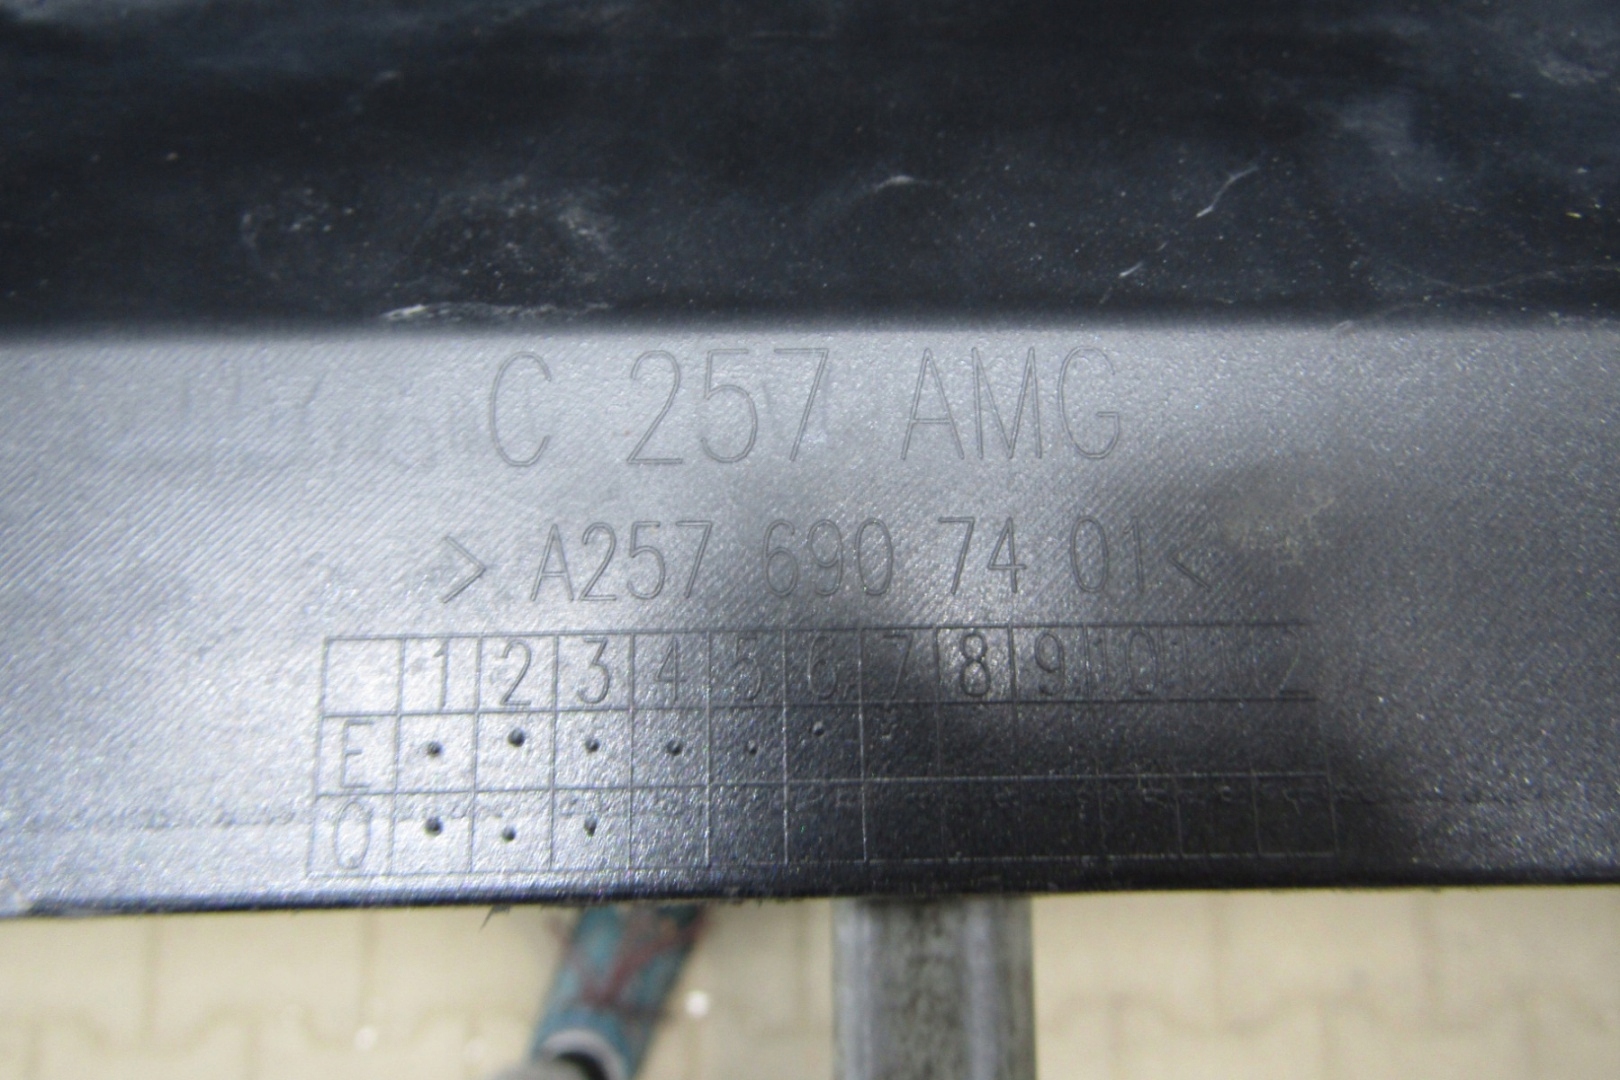 C 257 AMG
> A257 690 74 01 <
1 2 3 4 5 6 7 8 9 10 11 12
E
Q